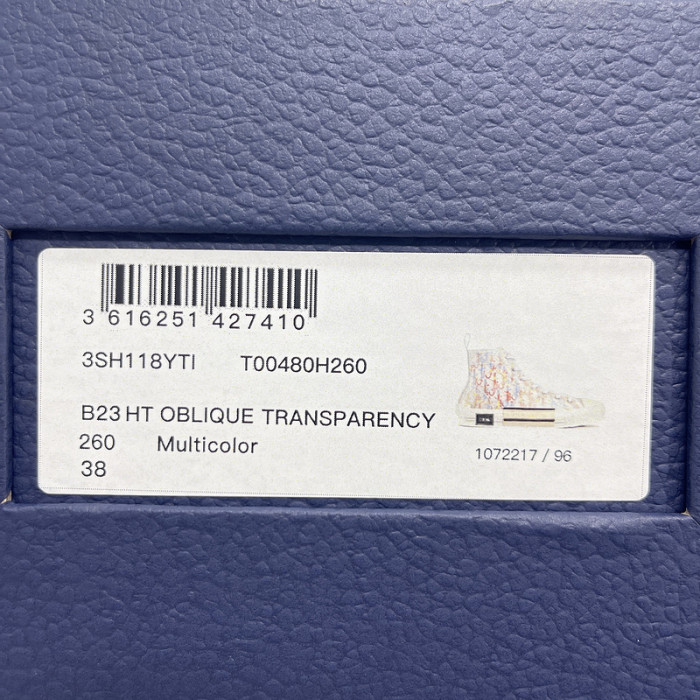 3 616251 427410
3SH118YTI T00480H260
B23 HT OBLIQUE TRANSPARENCY
260 Multicolor
38
1072217 / 96